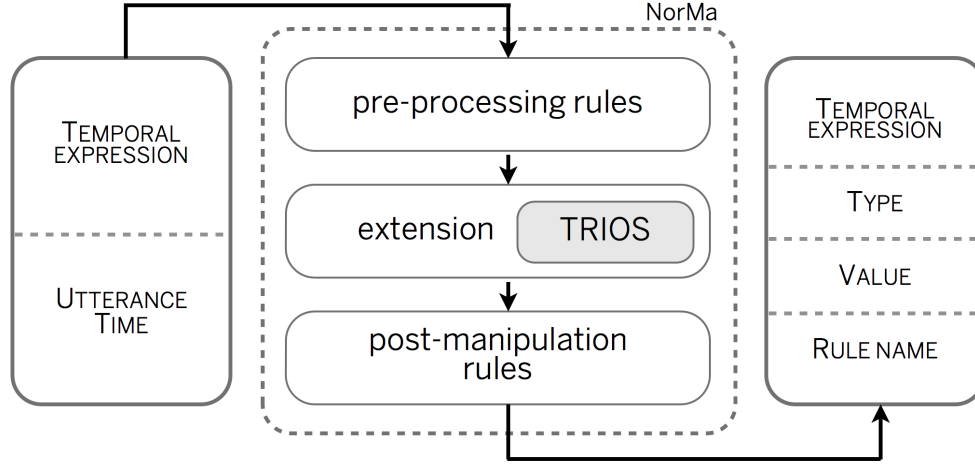 NorMa
TEMPORAL
EXPRESSION
UTTERANCE
TIME
pre-processing rules
extension
TRIOS
post-manipulation
rules
TEMPORAL
EXPRESSION
TYPE
VALUE
RULE NAME